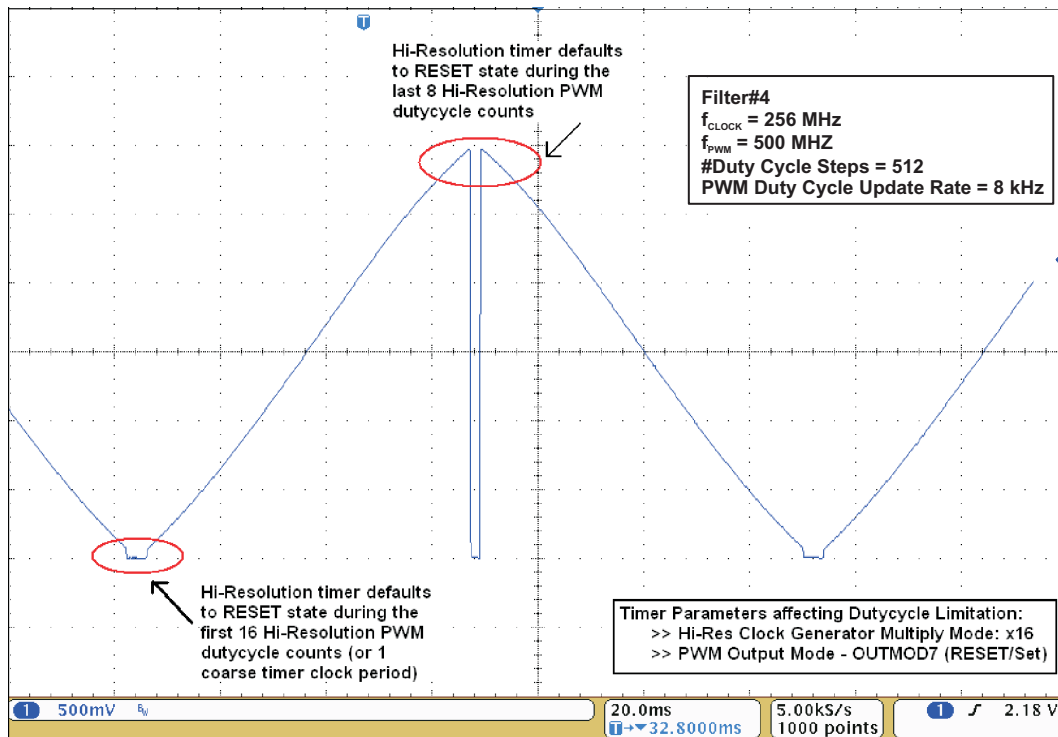 T
Hi-Resolution timer defaults
to RESET state during the
last 8 Hi-Resolution PWM
dutycycle counts
Filter#4
fCLOCK = 256 MHz
fPWM = 500 MHZ
#Duty Cycle Steps = 512
PWM Duty Cycle Update Rate = 8 kHz
Hi-Resolution timer defaults
to RESET state during the
first 16 Hi-Resolution PWM
dutycycle counts (or 1
coarse timer clock period)
Timer Parameters affecting Dutycycle Limitation:
>> Hi-Res Clock Generator Multiply Mode: x16
>> PWM Output Mode - OUTMOD7 (RESET/Set)
1 500mV BW
20.0ms
T→▼32.8000ms
5.00kS/s
1000 points
1 ∫ 2.18 V